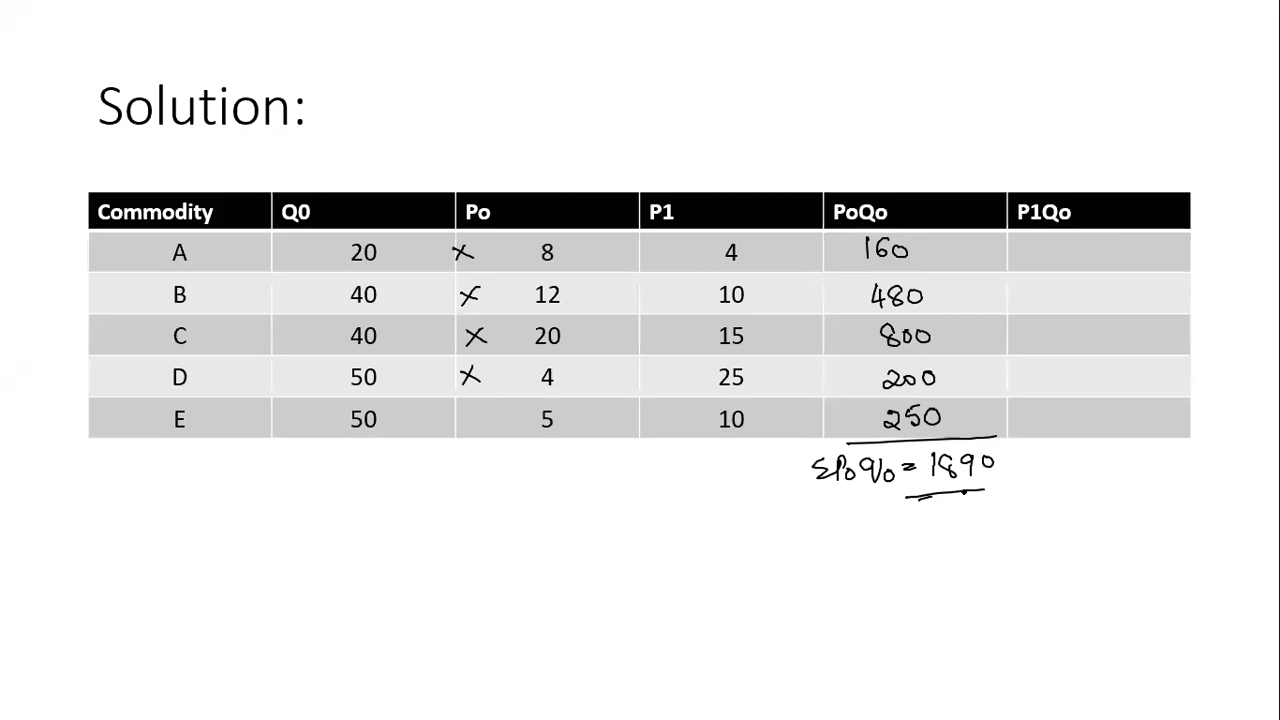 Solution:
Commodity Q0 Po P1 PoQo P1Qo
A 20 × 8 4 160
B 40 × 12 10 480
C 40 × 20 15 800
D 50 × 4 25 200
E 50 5 10 250
ΣP₀q₀ = 1890